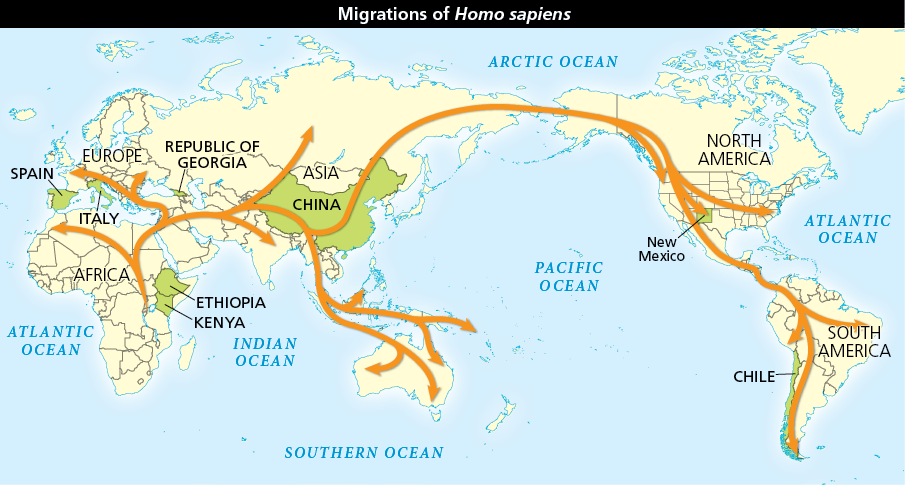 Migrations of Homo sapiens
ARCTIC OCEAN
EUROPE
REPUBLIC OF
GEORGIA
SPAIN
ITALY
ASIA
CHINA
NORTH
AMERICA
New
Mexico
ATLANTIC
OCEAN
PACIFIC
OCEAN
AFRICA
ETHIOPIA
KENYA
ATLANTIC
OCEAN
INDIAN
OCEAN
SOUTH
AMERICA
CHILE
SOUTHERN OCEAN